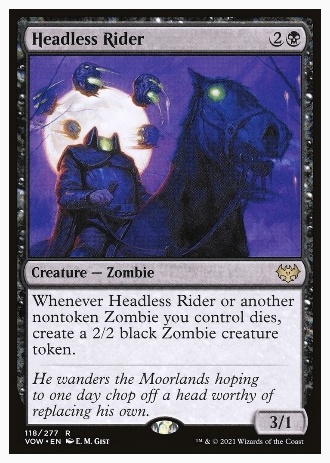 Headless Rider 2
Creature — Zombie
Whenever Headless Rider or another
nontoken Zombie you control dies,
create a 2/2 black Zombie creature
token.
He wanders the Moorlands hoping
to one day chop off a head worthy of
replacing his own.
3/1
118/277 R
VOW • EN E. M. GIST ™ & © 2021 Wizards of the Coast